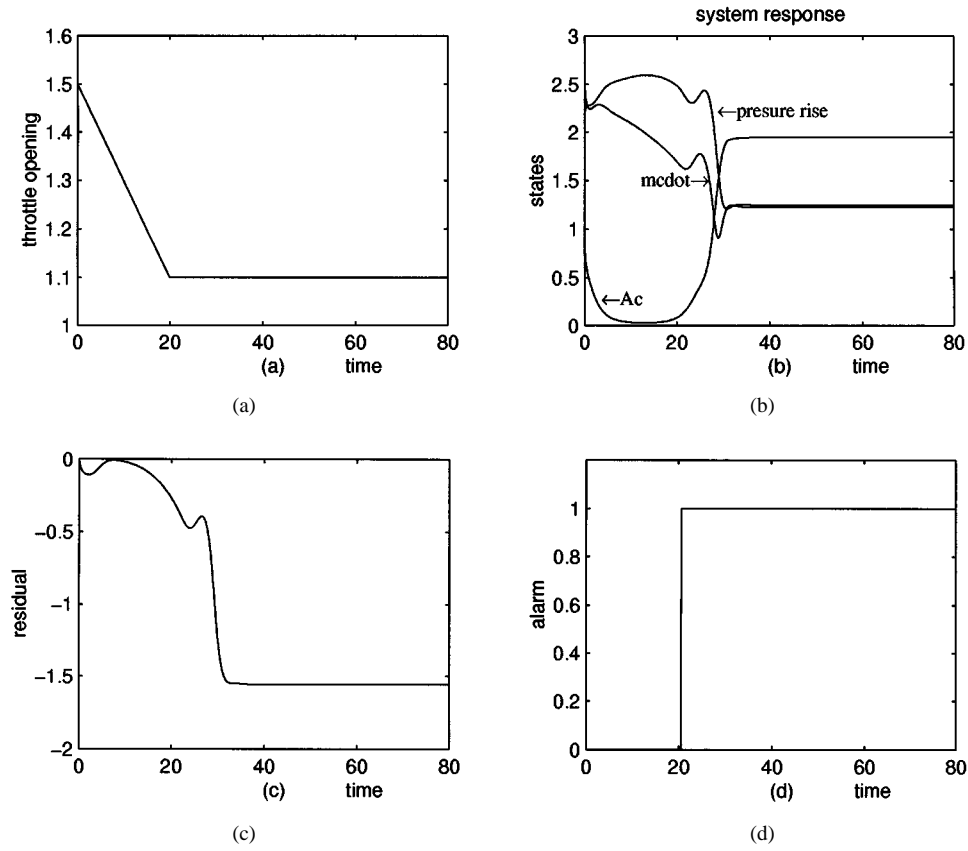 system response
1.6
1.5
1.4
1.3
1.2
1.1
1
throttle opening
0
20
40
60
80
(a)
time
(a)
3
2.5
2
1.5
1
0.5
0
states
←presure rise
mcdot→
←Ac
0
20
40
60
80
(b)
time
(b)
0
−0.5
−1
−1.5
−2
residual
0
20
40
60
80
(c)
time
(c)
1
0.8
0.6
0.4
0.2
0
alarm
0
20
40
60
80
(d)
time
(d)